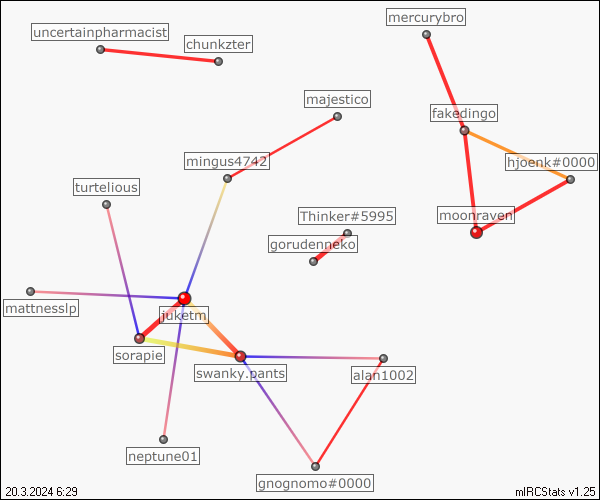 mercurybro
uncertainpharmacist
chunkzter
majestico
fakedingo
mingus4742
hjoenk#0000
turtelious
Thinker#5995
moonraven
gorudenneko
mattnesslp
juketm
sorapie
swanky.pants
alan1002
neptune01
gnognomo#0000
20.3.2024 6:29
mIRCStats v1.25